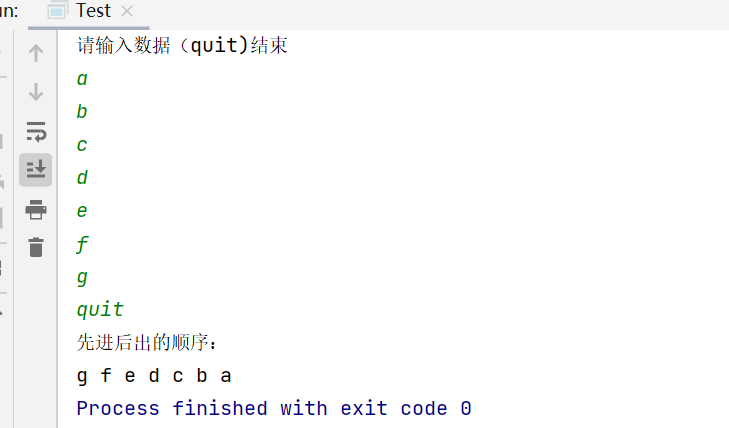 un: Test
请输入数据（quit)结束
a
b
c
d
e
f
g
quit
先进后出的顺序：
g f e d c b a
Process finished with exit code 0